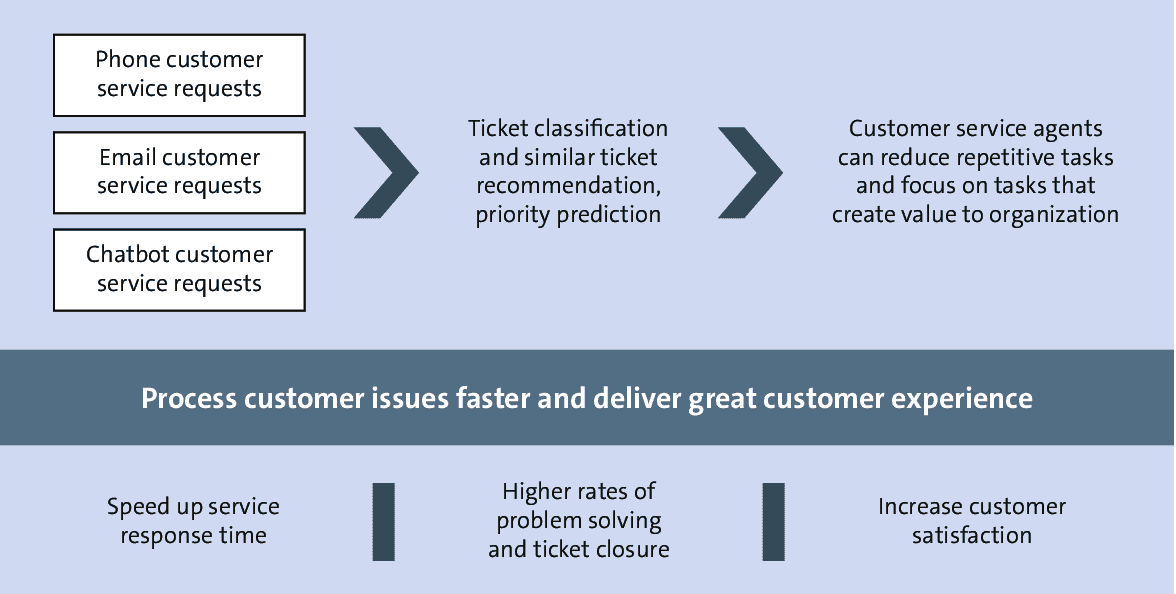 Phone customer
service requests
Email customer
service requests
Chatbot customer
service requests
Ticket classification
and similar ticket
recommendation,
priority prediction
Customer service agents
can reduce repetitive tasks
and focus on tasks that
create value to organization
Process customer issues faster and deliver great customer experience
Speed up service
response time
Higher rates of
problem solving
and ticket closure
Increase customer
satisfaction